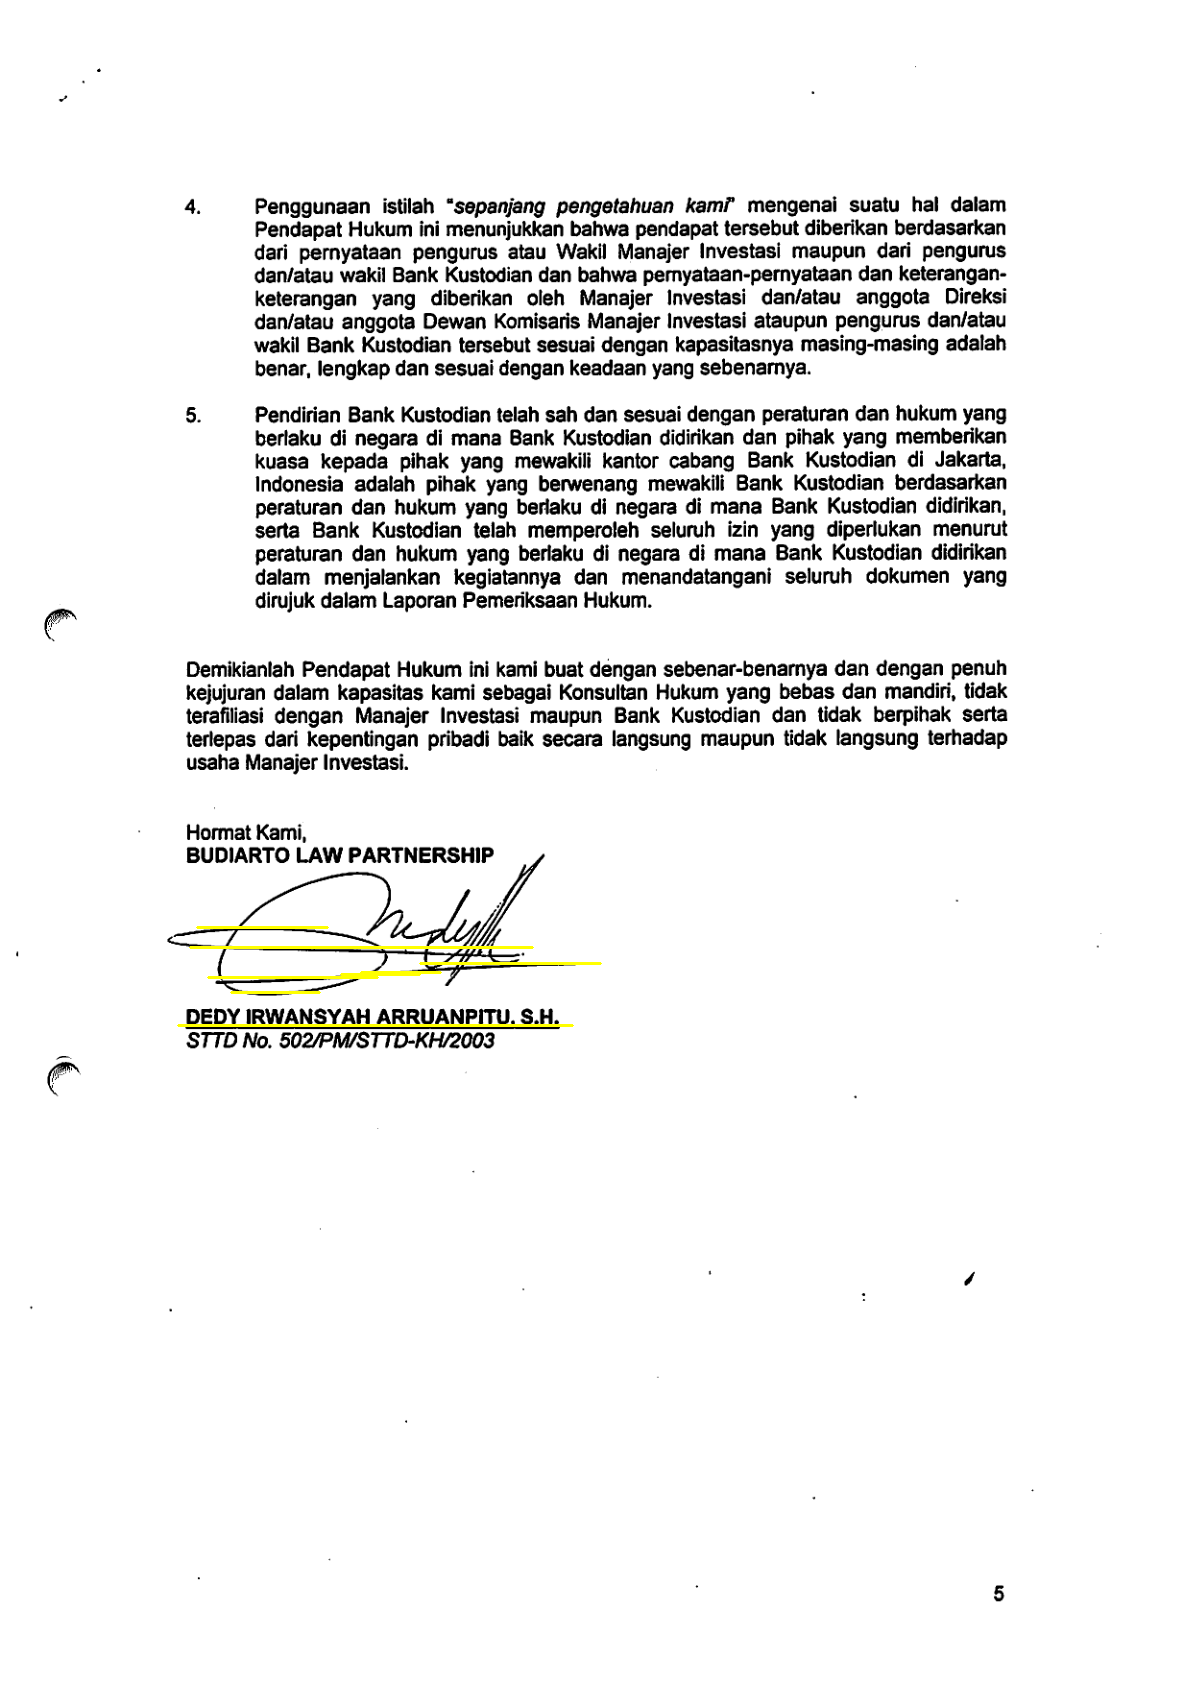 4. Penggunaan istilah "sepanjang pengetahuan kami" mengenai suatu hal dalam
Pendapat Hukum ini menunjukkan bahwa pendapat tersebut diberikan berdasarkan
dari pernyataan pengurus atau Wakil Manajer Investasi maupun dari pengurus
dan/atau wakil Bank Kustodian dan bahwa pernyataan-pernyataan dan keterangan-
keterangan yang diberikan oleh Manajer Investasi dan/atau anggota Direksi
dan/atau anggota Dewan Komisaris Manajer Investasi ataupun pengurus dan/atau
wakil Bank Kustodian tersebut sesuai dengan kapasitasnya masing-masing adalah
benar, lengkap dan sesuai dengan keadaan yang sebenarnya.
5. Pendirian Bank Kustodian telah sah dan sesuai dengan peraturan dan hukum yang
berlaku di negara di mana Bank Kustodian didirikan dan pihak yang memberikan
kuasa kepada pihak yang mewakili kantor cabang Bank Kustodian di Jakarta,
Indonesia adalah pihak yang berwenang mewakili Bank Kustodian berdasarkan
peraturan dan hukum yang berlaku di negara di mana Bank Kustodian didirikan,
serta Bank Kustodian telah memperoleh seluruh izin yang diperlukan menurut
peraturan dan hukum yang berlaku di negara di mana Bank Kustodian didirikan
dalam menjalankan kegiatannya dan menandatangani seluruh dokumen yang
dirujuk dalam Laporan Pemeriksaan Hukum.
Demikianlah Pendapat Hukum ini kami buat dengan sebenar-benarnya dan dengan penuh
kejujuran dalam kapasitas kami sebagai Konsultan Hukum yang bebas dan mandiri, tidak
terafiliasi dengan Manajer Investasi maupun Bank Kustodian dan tidak berpihak serta
terlepas dari kepentingan pribadi baik secara langsung maupun tidak langsung terhadap
usaha Manajer Investasi.
Hormat Kami,
BUDIARTO LAW PARTNERSHIP
DEDY IRWANSYAH ARRUANPITU. S.H.
STTD No. 502/PM/STTD-KH/2003
5